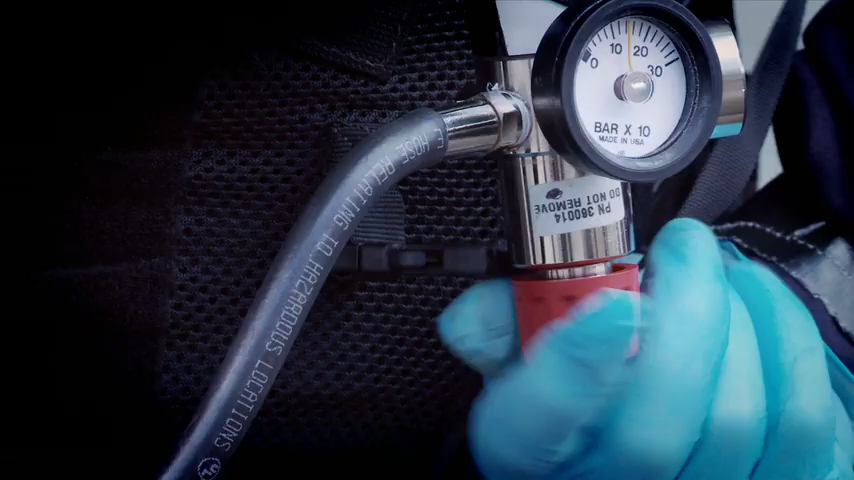 0 10 20 30
BAR X 10
MADE IN USA
PN 360014
DO NOT REMOVE
E HOSE RELATING TO HAZARDOUS LOCATIONS